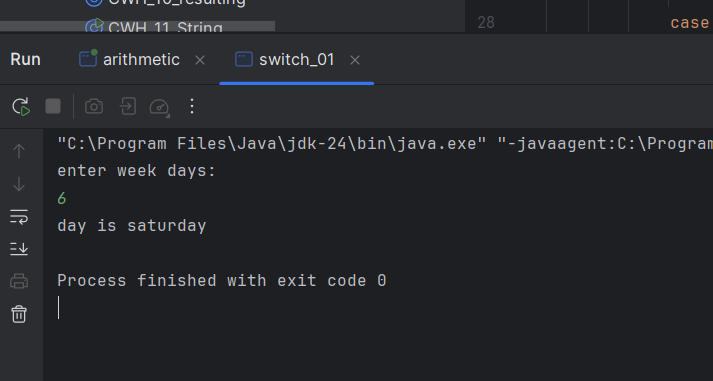 CWH_10_resulting
CWH_11_String
28 case
Run arithmetic switch_01
"C:\Program Files\Java\jdk-24\bin\java.exe" "-javaagent:C:\Program
enter week days:
6
day is saturday
Process finished with exit code 0